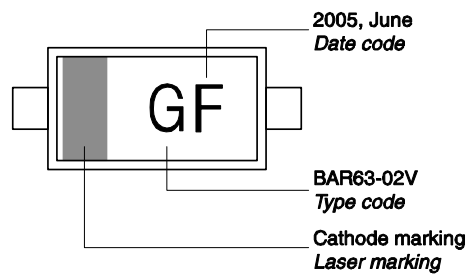 2005, June
Date code
GF
BAR63-02V
Type code
Cathode marking
Laser marking